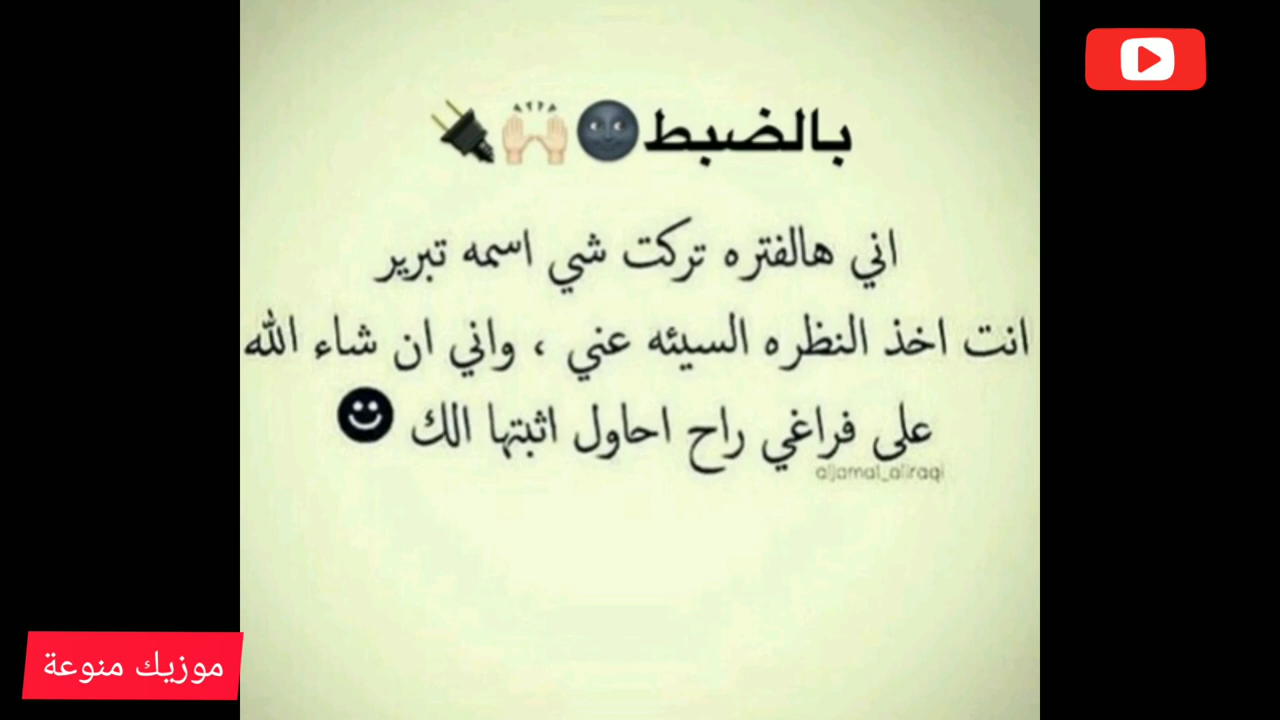 بالضبط🌚🙌🏻🔌
اني هالفتره تركت شي اسمه تبرير
انت اخذ النظره السيئه عني ، واني ان شاء الله
على فراغي راح احاول اثبتها الك ☻
aljamal_aliraqi
موزيك منوعة